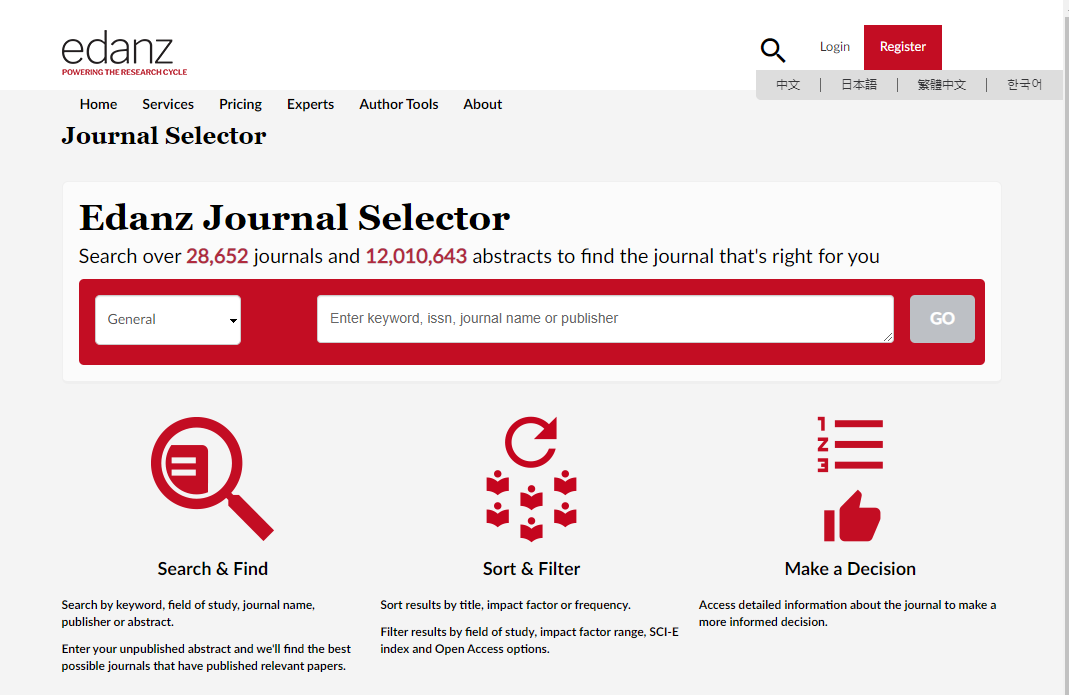 edanz
POWERING THE RESEARCH CYCLE
Login
Register
中文 | 日本語 | 繁體中文 | 한국어
Home Services Pricing Experts Author Tools About
Journal Selector
Edanz Journal Selector
Search over 28,652 journals and 12,010,643 abstracts to find the journal that's right for you
General
Enter keyword, issn, journal name or publisher
GO
1
2
3
Search & Find
Search by keyword, field of study, journal name,
publisher or abstract.
Enter your unpublished abstract and we'll find the best
possible journals that have published relevant papers.
Sort & Filter
Sort results by title, impact factor or frequency.
Filter results by field of study, impact factor range, SCI-E
index and Open Access options.
Make a Decision
Access detailed information about the journal to make a
more informed decision.